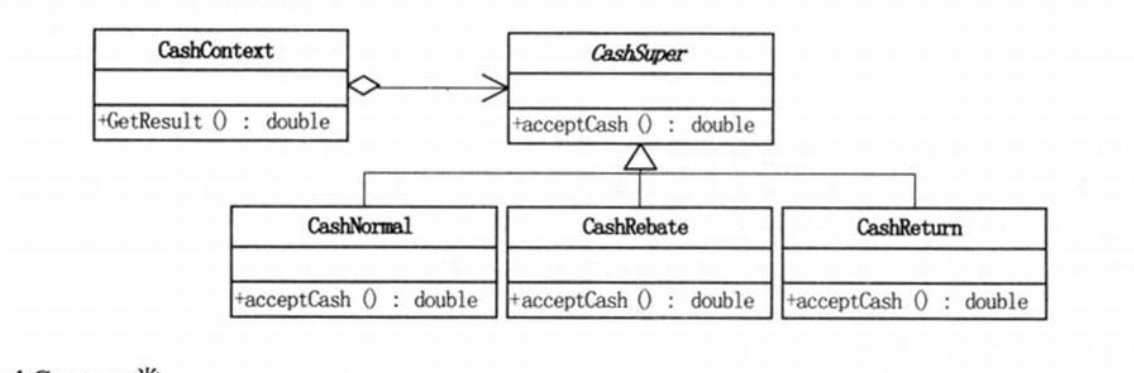 CashContext
+GetResult () : double
CashSuper
+acceptCash () : double
CashNormal
+acceptCash () : double
CashRebate
+acceptCash () : double
CashReturn
+acceptCash () : double